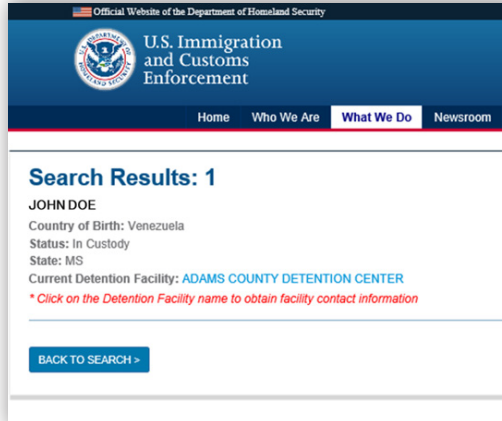 Official Website of the Department of Homeland Security
U.S. Immigration
and Customs
Enforcement
Home Who We Are What We Do Newsroom
Search Results: 1
JOHN DOE
Country of Birth: Venezuela
Status: In Custody
State: MS
Current Detention Facility: ADAMS COUNTY DETENTION CENTER
* Click on the Detention Facility name to obtain facility contact information
BACK TO SEARCH >